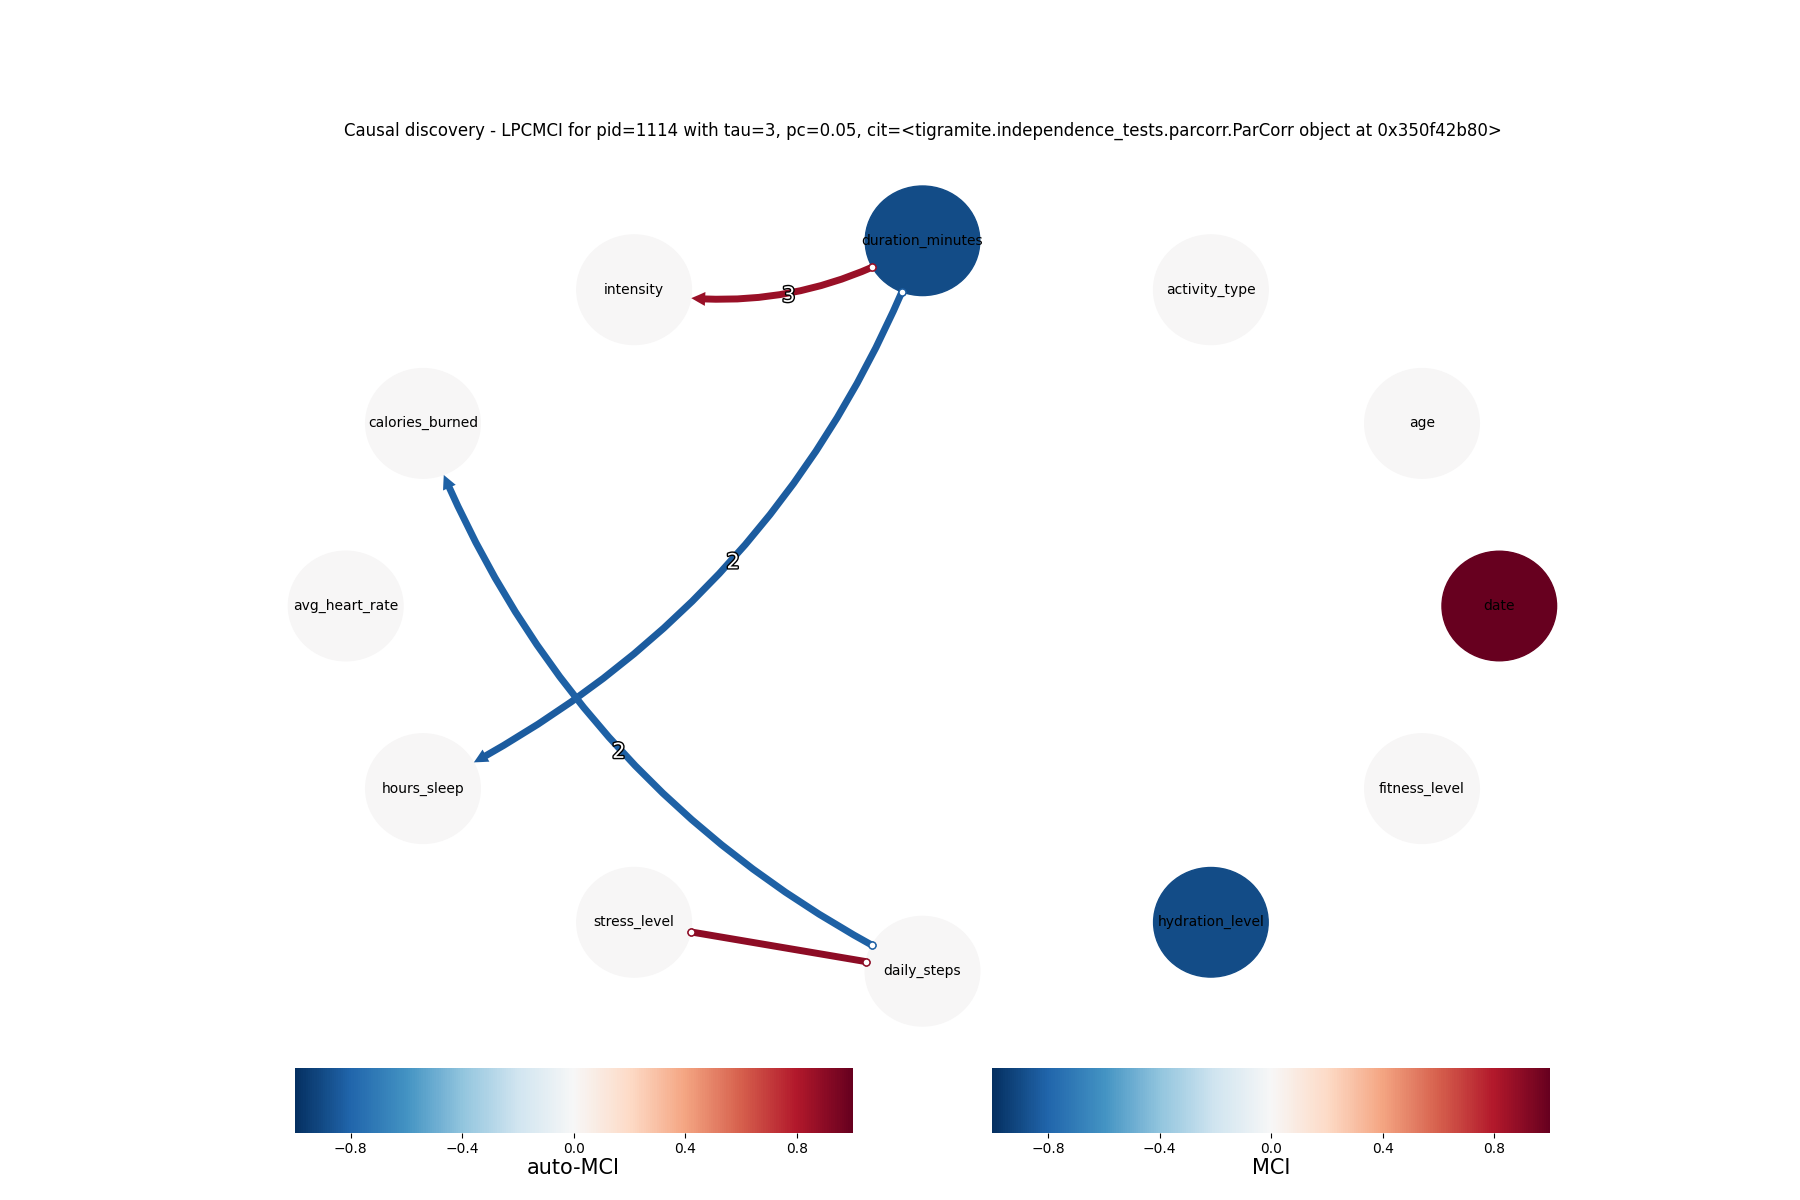 Causal discovery - LPCMCI for pid=1114 with tau=3, pc=0.05, cit=<tigramite.independence_tests.parcorr.ParCorr object at 0x350f42b80>
duration_minutes
intensity
activity_type
3
calories_burned
age
2
avg_heart_rate
date
2
hours_sleep
fitness_level
stress_level
hydration_level
daily_steps
−0.8 −0.4 0.0 0.4 0.8
auto-MCI
−0.8 −0.4 0.0 0.4 0.8
MCI